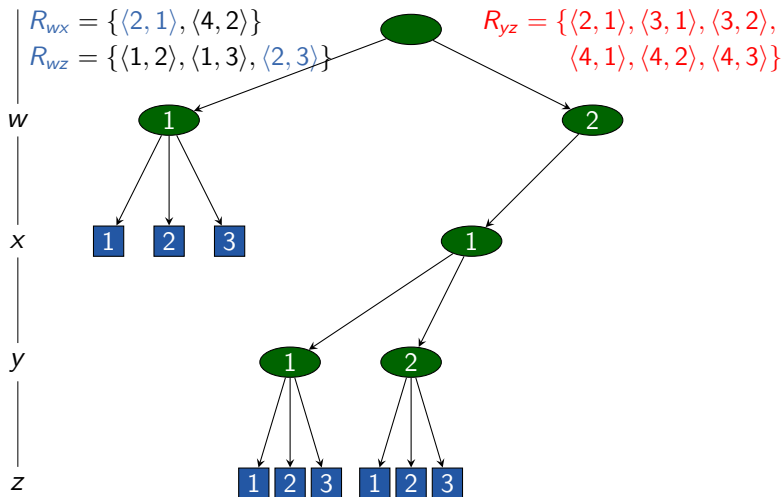 R_wx = {⟨2, 1⟩, ⟨4, 2⟩}
R_wz = {⟨1, 2⟩, ⟨1, 3⟩, ⟨2, 3⟩}
R_yz = {⟨2, 1⟩, ⟨3, 1⟩, ⟨3, 2⟩,
⟨4, 1⟩, ⟨4, 2⟩, ⟨4, 3⟩}
w
1 2
x
1 2 3 1
y
1 2
z
1 2 3 1 2 3